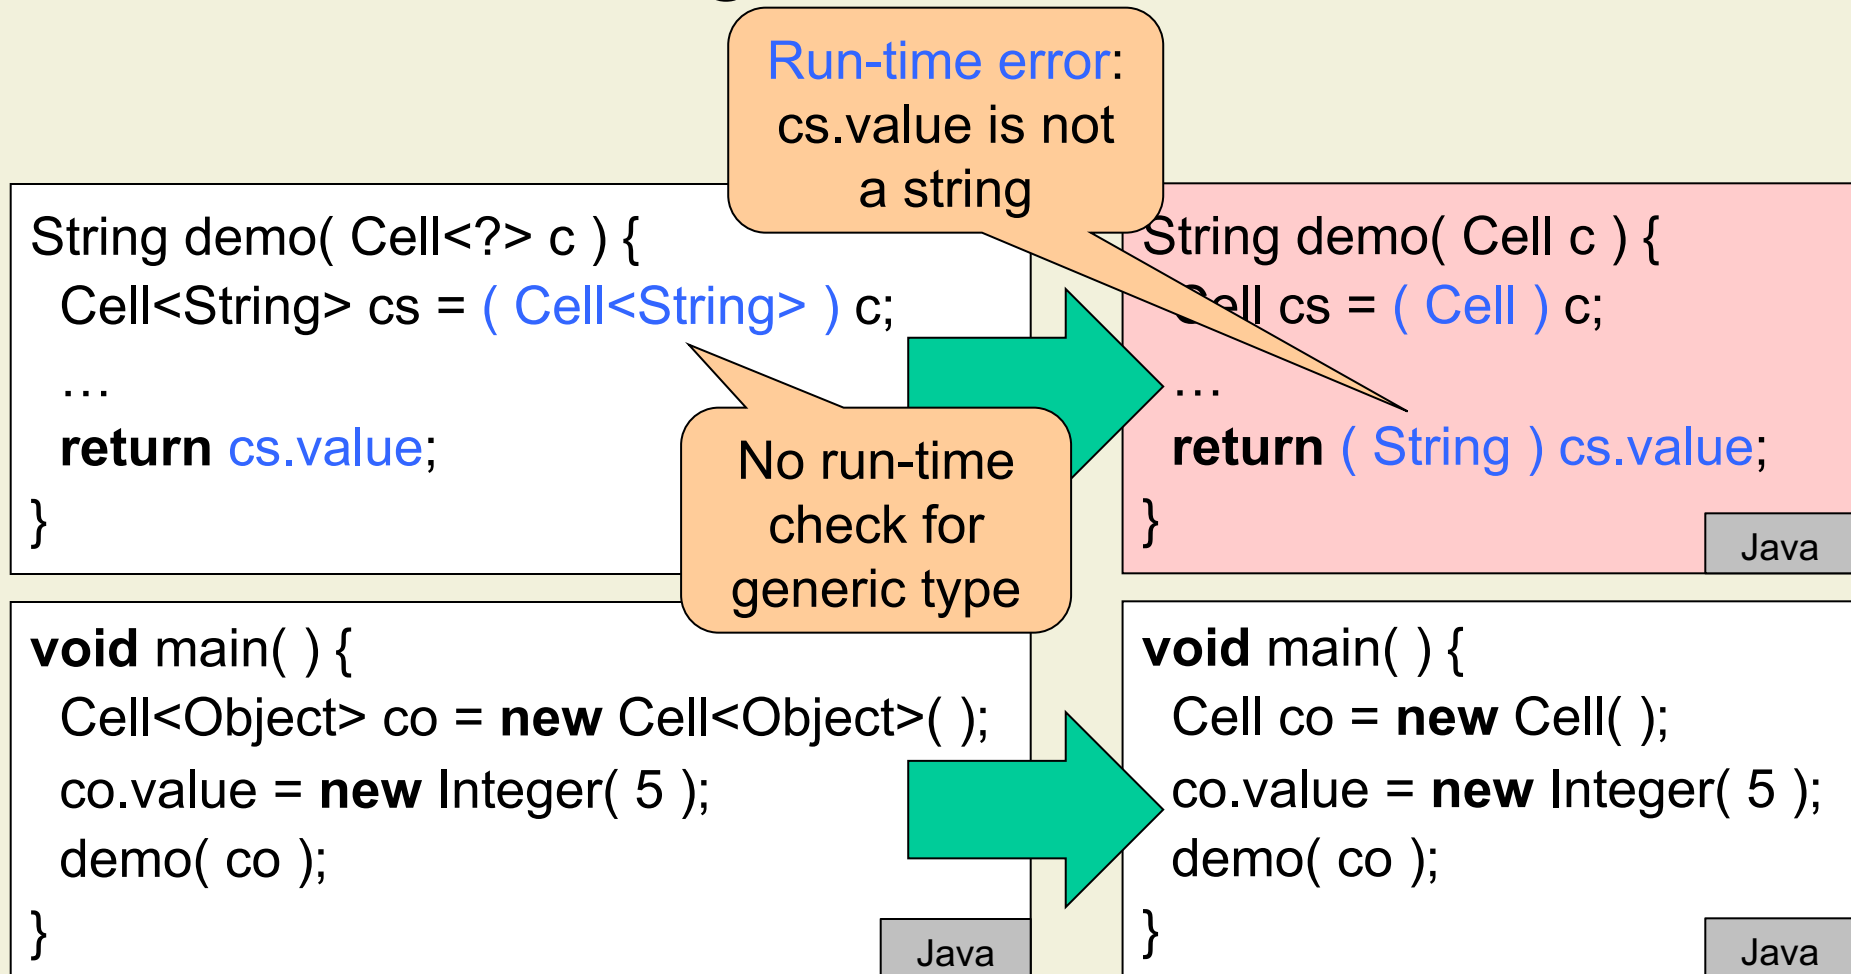 Run-time error:
cs.value is not
a string
String demo( Cell<?> c ) {
Cell<String> cs = ( Cell<String> ) c;
…
return cs.value;
}
No run-time
check for
generic type
String demo( Cell c ) {
Cell cs = ( Cell ) c;
…
return ( String ) cs.value;
}
Java
void main( ) {
Cell<Object> co = new Cell<Object>( );
co.value = new Integer( 5 );
demo( co );
}
Java
void main( ) {
Cell co = new Cell( );
co.value = new Integer( 5 );
demo( co );
}
Java